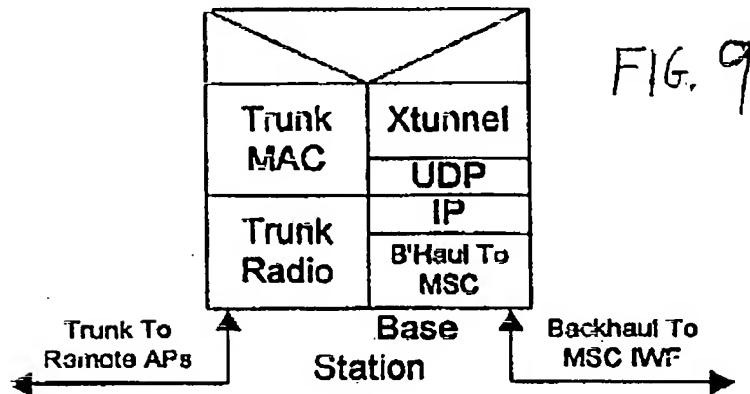 FIG. 9
Trunk
MAC
Xtunnel
UDP
IP
Trunk
Radio
B'Haul To
MSC
Trunk To
Remote APs
Base
Station
Backhaul To
MSC IWF